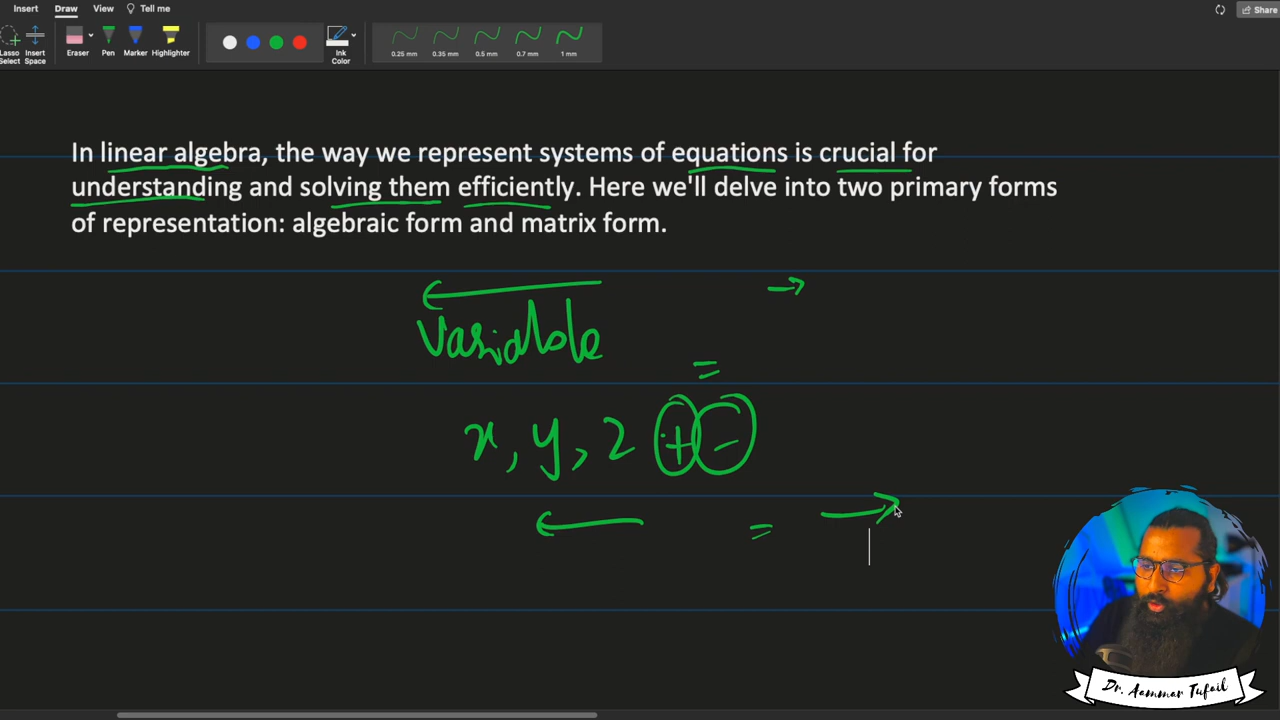 Insert Draw View Tell me Share
Lasso Select Insert Space Eraser Pen Marker Highlighter Ink Color 0.25 mm 0.35 mm 0.5 mm 0.7 mm 1 mm
In linear algebra, the way we represent systems of equations is crucial for
understanding and solving them efficiently. Here we'll delve into two primary forms
of representation: algebraic form and matrix form.
Variable
=
x, y, z + -
=
Dr. Aammar Tufail